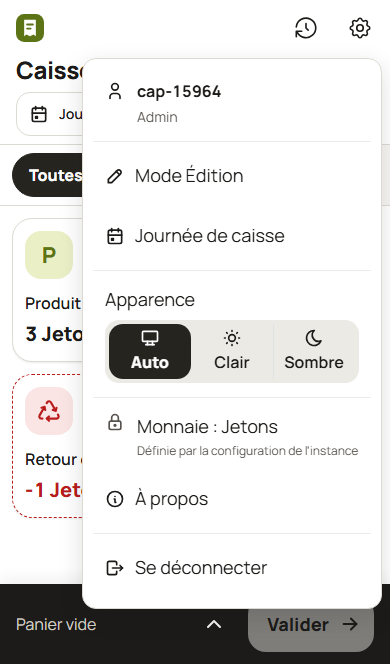 Caisse
cap-15964
Admin
Jou
Mode Édition
Toutes
Journée de caisse
P
Apparence
Produit
3 Jeto
Auto
Clair
Sombre
Monnaie : Jetons
Définie par la configuration de l'instance
Retour
-1 Jet
À propos
Se déconnecter
Panier vide
Valider